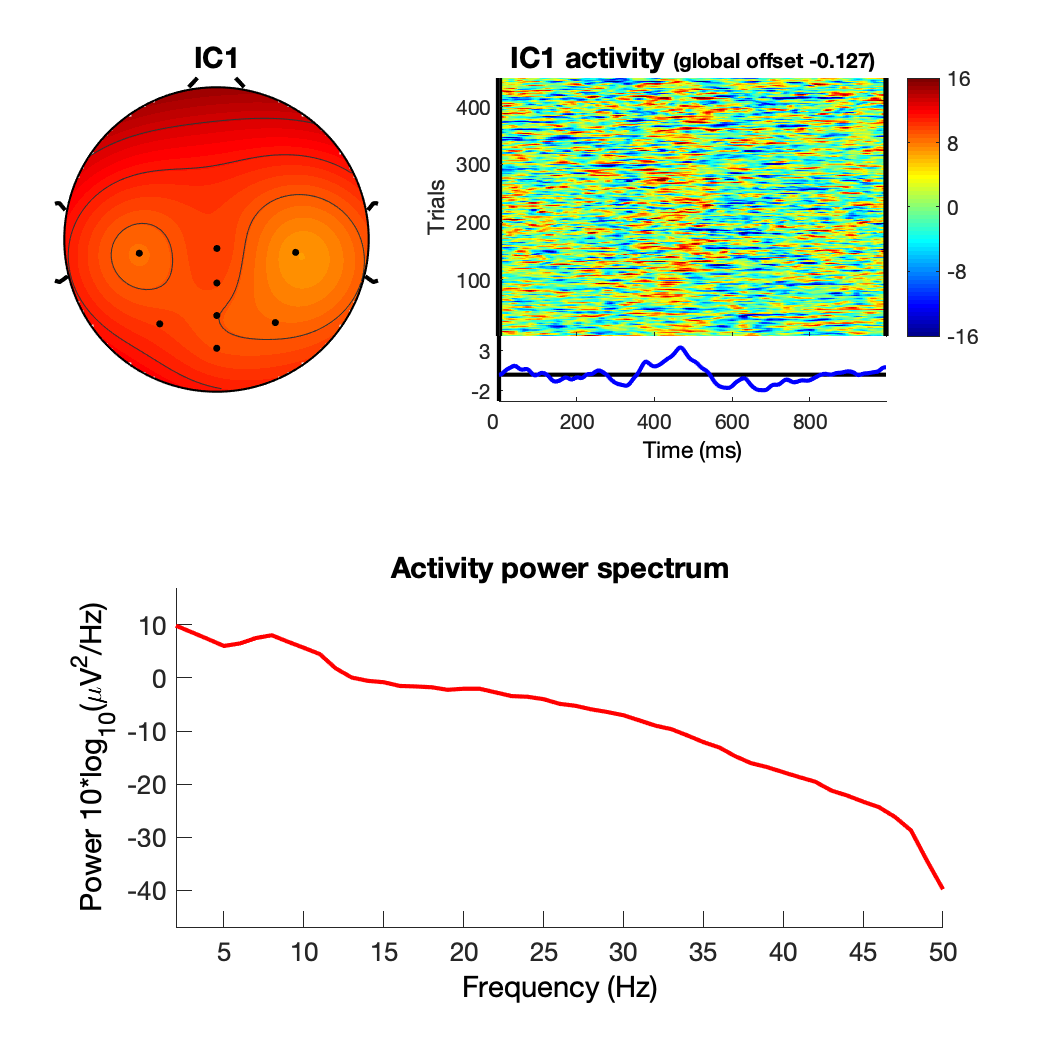 IC1
IC1 activity (global offset -0.127)
400
300
200
100
Trials
16
8
0
-8
-16
3
-2
0 200 400 600 800
Time (ms)
Activity power spectrum
10
0
-10
-20
-30
-40
Power 10*log10(μV2/Hz)
5 10 15 20 25 30 35 40 45 50
Frequency (Hz)